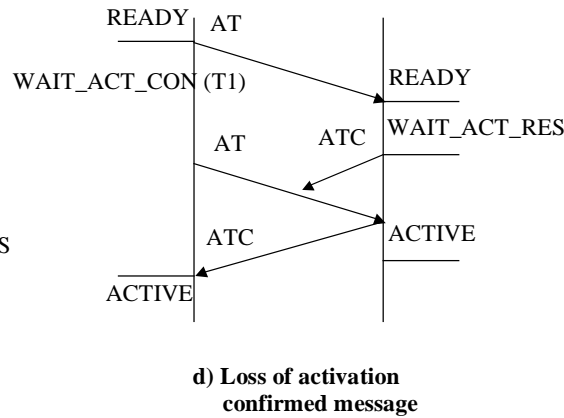 READY
AT
WAIT_ACT_CON (T1)
READY
ATC
WAIT_ACT_RES
AT
S
ATC
ACTIVE
ACTIVE
d) Loss of activation
confirmed message